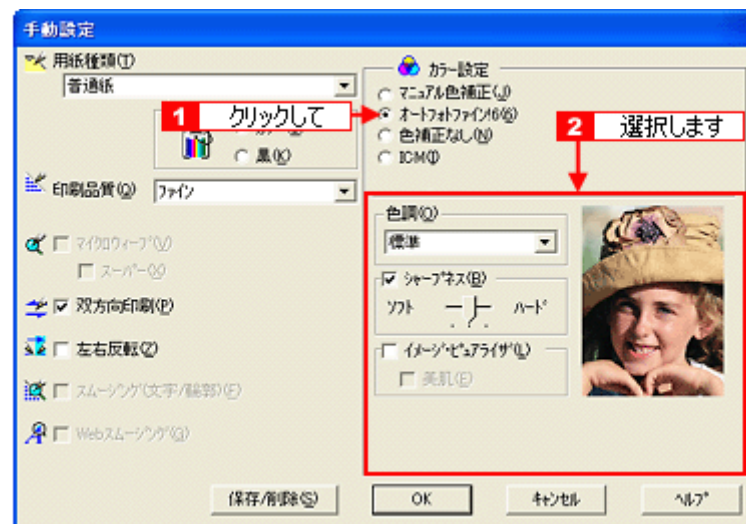 手動設定
用紙種類(T)
普通紙
カラー設定
マニュアル色補正(J)
1 クリックして
オートフォトファイン!6(6)
色補正なし(N)
ICM(I)
黒(K)
2 選択します
印刷品質(Q)
ファイン
色調(O)
標準
マイクロウィーブ(V)
スーパー(X)
シャープネス(B)
ソフト
ハード
双方向印刷(P)
左右反転(Z)
イメージ・ピュアライザ(L)
美肌(E)
スムージング(文字/輪郭)(F)
Webスムージング(G)
保存/削除(S)
OK
キャンセル
ヘルプ